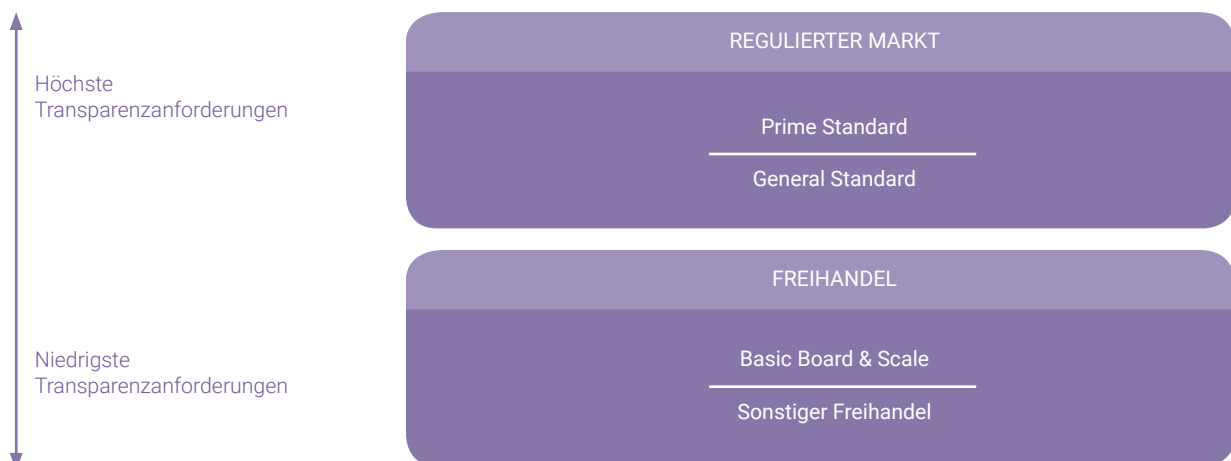 Höchste
Transparenzanforderungen
REGULIERTER MARKT
Prime Standard
General Standard
Niedrigste
Transparenzanforderungen
FREIHANDEL
Basic Board & Scale
Sonstiger Freihandel